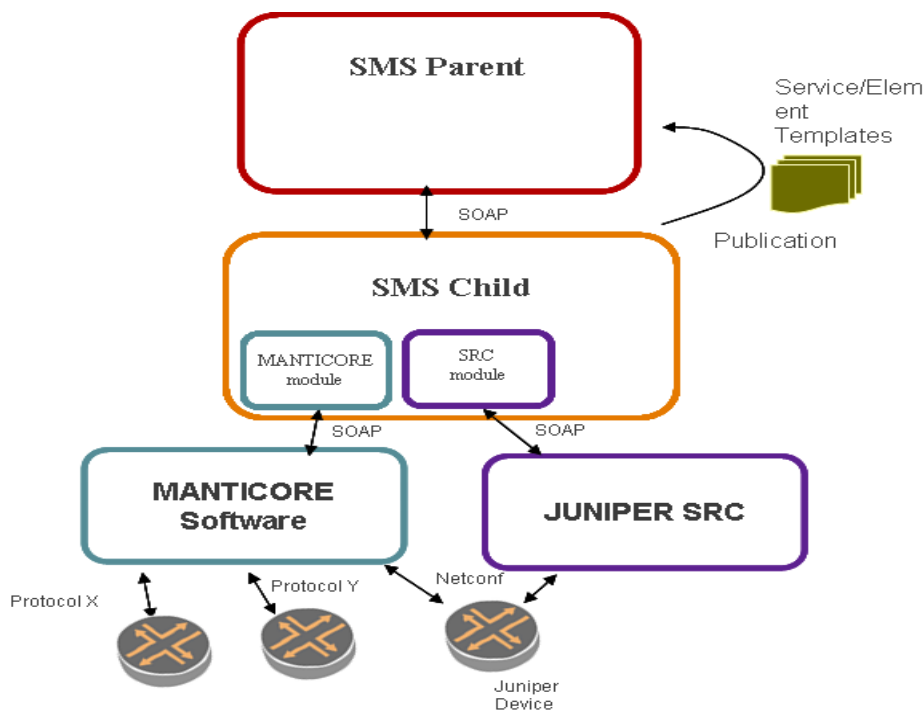 SMS Parent
Service/Elem
ent
Templates
SOAP
Publication
SMS Child
MANTICORE
module
SRC
module
SOAP
SOAP
MANTICORE
Software
JUNIPER SRC
Protocol X
Protocol Y
Netconf
Juniper
Device